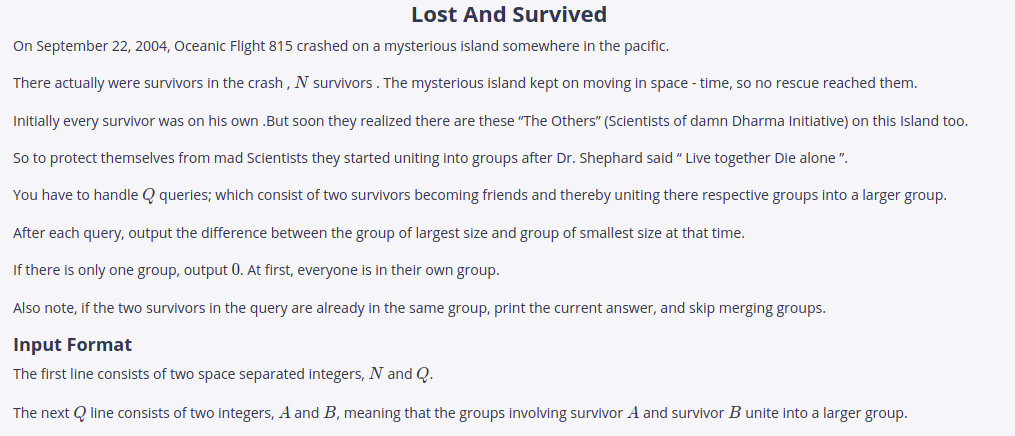 Lost And Survived
On September 22, 2004, Oceanic Flight 815 crashed on a mysterious island somewhere in the pacific.
There actually were survivors in the crash , N survivors . The mysterious island kept on moving in space - time, so no rescue reached them.
Initially every survivor was on his own .But soon they realized there are these “The Others” (Scientists of damn Dharma Initiative) on this Island too.
So to protect themselves from mad Scientists they started uniting into groups after Dr. Shephard said “ Live together Die alone ”.
You have to handle Q queries; which consist of two survivors becoming friends and thereby uniting there respective groups into a larger group.
After each query, output the difference between the group of largest size and group of smallest size at that time.
If there is only one group, output 0. At first, everyone is in their own group.
Also note, if the two survivors in the query are already in the same group, print the current answer, and skip merging groups.
Input Format
The first line consists of two space separated integers, N and Q.
The next Q line consists of two integers, A and B, meaning that the groups involving survivor A and survivor B unite into a larger group.